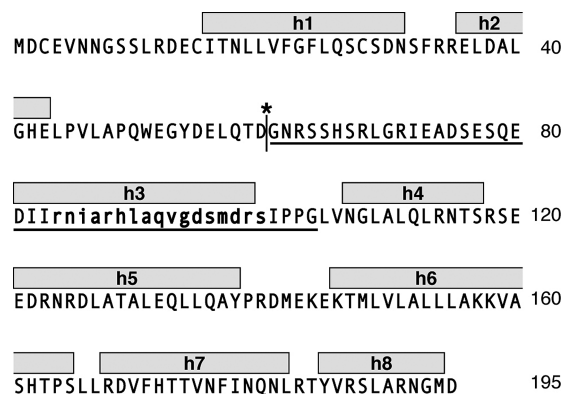 h1 h2
MDCEVNNGSSLRDECITNLLVFGFLQSCSDNSFRRELDAL 40
*
GHELPVLAPQWEGYDELQTDGNRSSHSRLGRIEADSESQE 80
h3 h4
DIIrniarhlaqvgdsmdrsIPPGLVNGLALQLRNTSRSE 120
h5 h6
EDRNRDLATALEQLLQAYPRDMEKEKTMLVLALLLAKKVA 160
h7 h8
SHTPSLLRDVFHTTVNFINQNLRTYVRSLARNGMD 195